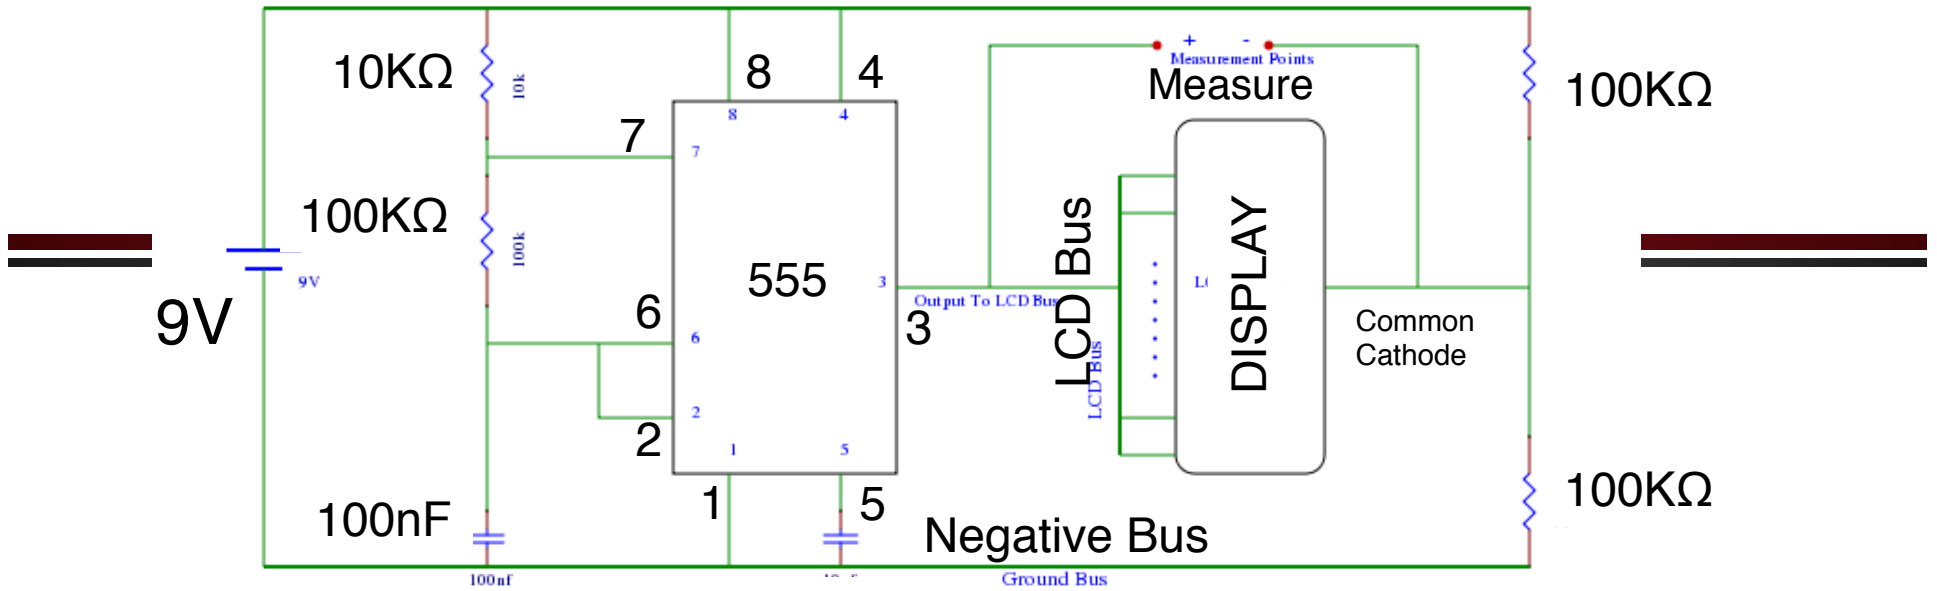 + -
Measurement Points
Measure
10KΩ
10k
8
4
100KΩ
8
4
7
7
100KΩ
100k
555
9V
9V
3
3
Output To LCD Bus
LCD Bus
LCD Bus
DISPLAY
Common
Cathode
6
6
2
2
1
5
1
5
100nF
100nf
Negative Bus
Ground Bus
100KΩ